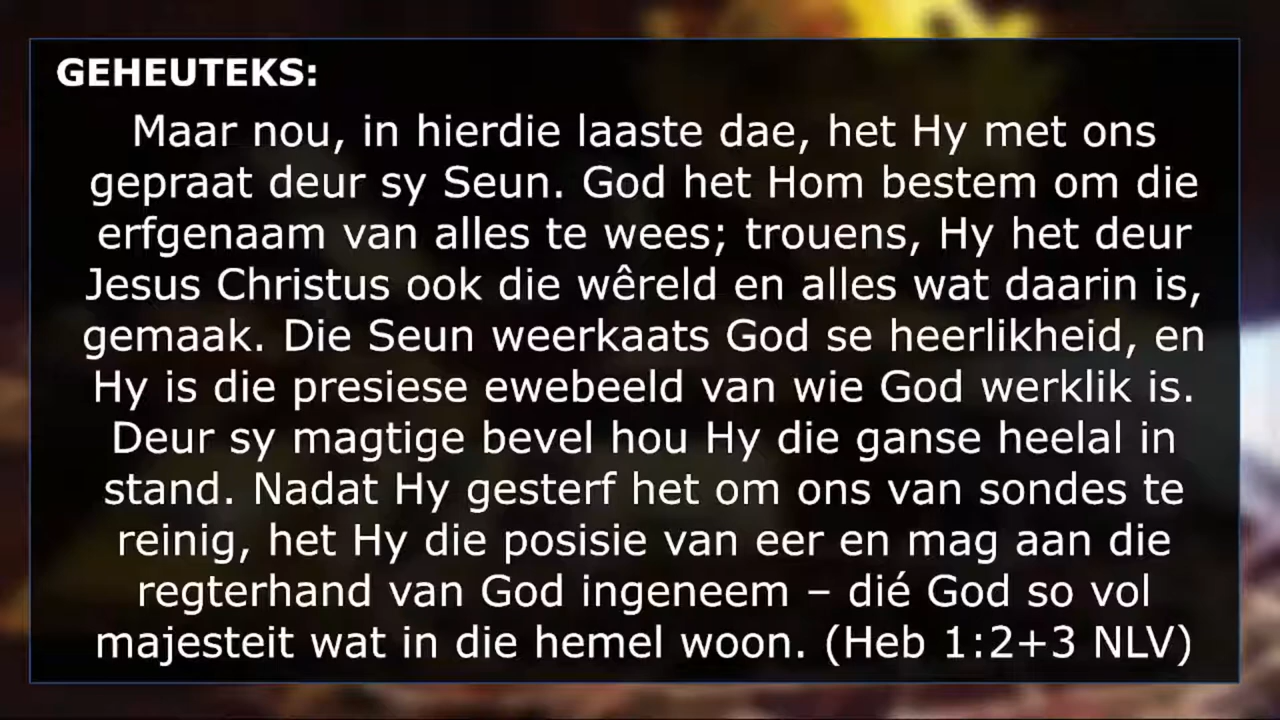 GEHEUTEKS:
Maar nou, in hierdie laaste dae, het Hy met ons
gepraat deur sy Seun. God het Hom bestem om die
erfgenaam van alles te wees; trouens, Hy het deur
Jesus Christus ook die wêreld en alles wat daarin is,
gemaak. Die Seun weerkaats God se heerlikheid, en
Hy is die presiese ewebeeld van wie God werklik is.
Deur sy magtige bevel hou Hy die ganse heelal in
stand. Nadat Hy gesterf het om ons van sondes te
reinig, het Hy die posisie van eer en mag aan die
regterhand van God ingeneem – dié God so vol
majesteit wat in die hemel woon. (Heb 1:2+3 NLV)